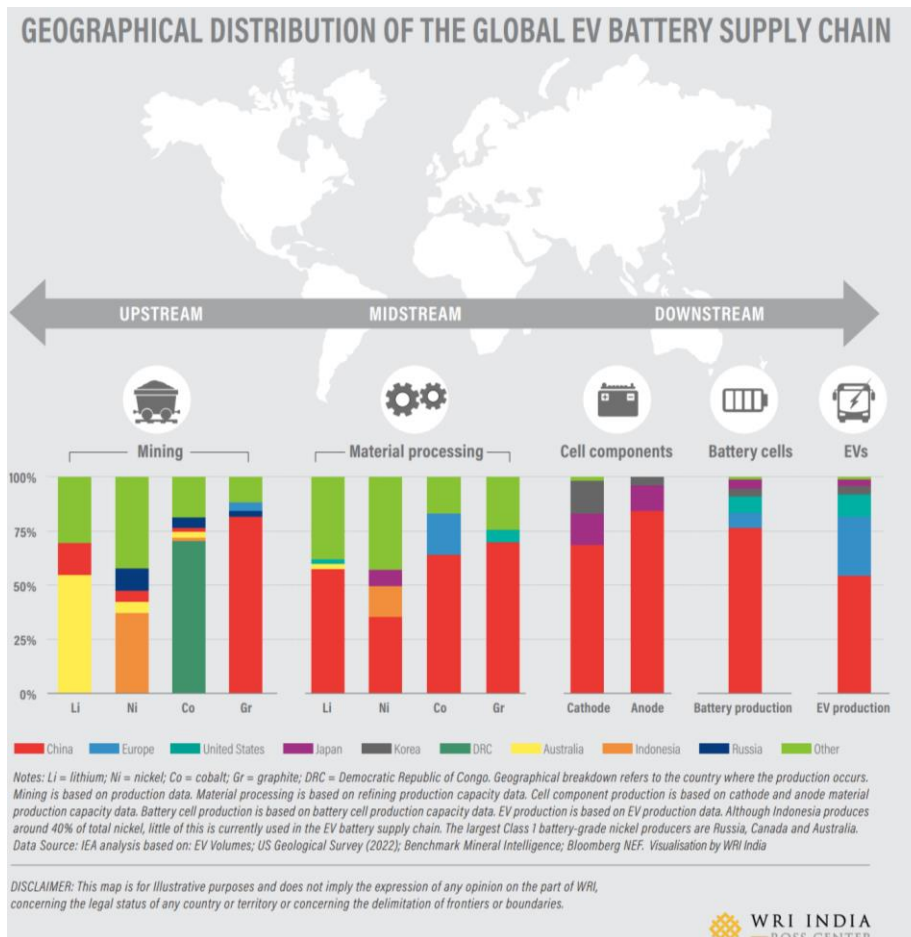 GEOGRAPHICAL DISTRIBUTION OF THE GLOBAL EV BATTERY SUPPLY CHAIN
UPSTREAM MIDSTREAM DOWNSTREAM
Mining Material processing Cell components Battery cells EVs
100%
75%
50%
25%
0%
Li Ni Co Gr Li Ni Co Gr Cathode Anode Battery production EV production
China Europe United States Japan Korea DRC Australia Indonesia Russia Other
Notes: Li = lithium; Ni = nickel; Co = cobalt; Gr = graphite; DRC = Democratic Republic of Congo. Geographical breakdown refers to the country where the production occurs.
Mining is based on production data. Material processing is based on refining production capacity data. Cell component production is based on cathode and anode material
production capacity data. Battery cell production is based on battery cell production capacity data. EV production is based on EV production data. Although Indonesia produces
around 40% of total nickel, little of this is currently used in the EV battery supply chain. The largest Class 1 battery-grade nickel producers are Russia, Canada and Australia.
Data Source: IEA analysis based on: EV Volumes; US Geological Survey (2022); Benchmark Mineral Intelligence; Bloomberg NEF. Visualisation by WRI India
DISCLAIMER: This map is for Illustrative purposes and does not imply the expression of any opinion on the part of WRI,
concerning the legal status of any country or territory or concerning the delimitation of frontiers or boundaries.
WRI INDIA
ROSS CENTER